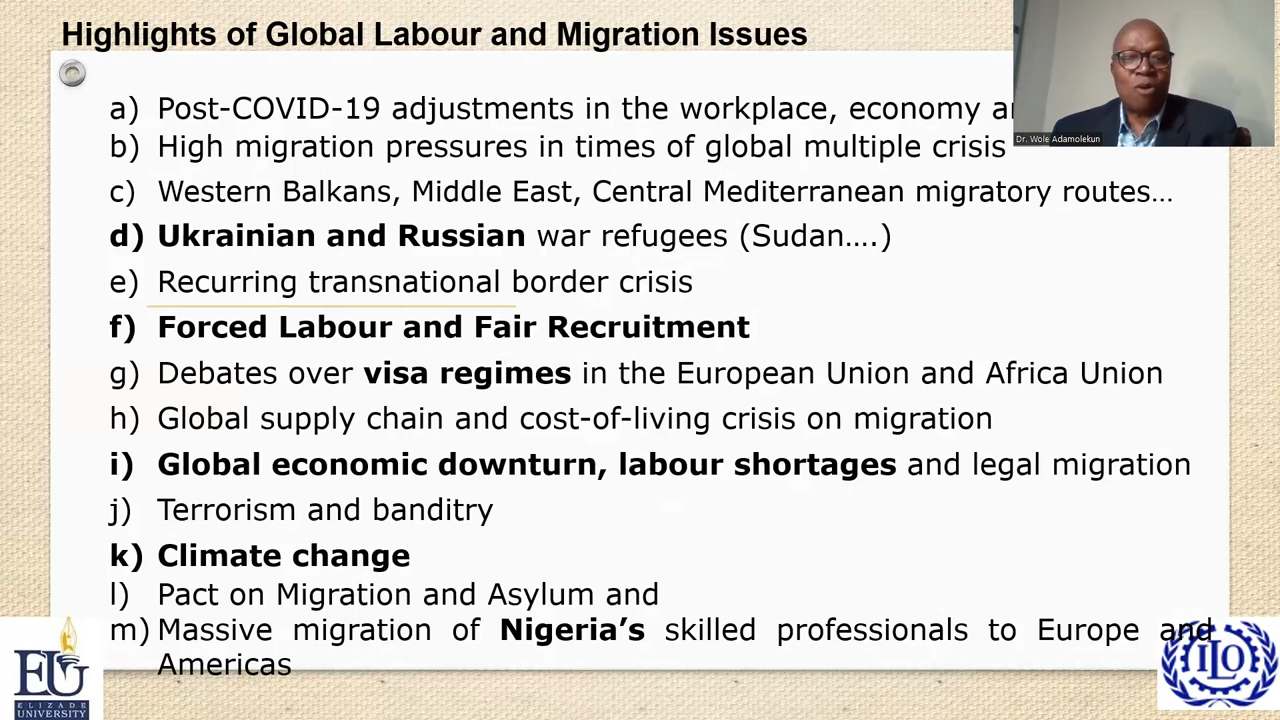 Highlights of Global Labour and Migration Issues
Dr. Wole Adamolekun
a) Post-COVID-19 adjustments in the workplace, economy
b) High migration pressures in times of global multiple crisis
c) Western Balkans, Middle East, Central Mediterranean migratory routes…
d) Ukrainian and Russian war refugees (Sudan….)
e) Recurring transnational border crisis
f) Forced Labour and Fair Recruitment
g) Debates over visa regimes in the European Union and Africa Union
h) Global supply chain and cost-of-living crisis on migration
i) Global economic downturn, labour shortages and legal migration
j) Terrorism and banditry
k) Climate change
l) Pact on Migration and Asylum and
m) Massive migration of Nigeria's skilled professionals to Europe and
Americas
EU
ELIZADE
UNIVERSITY
ILO